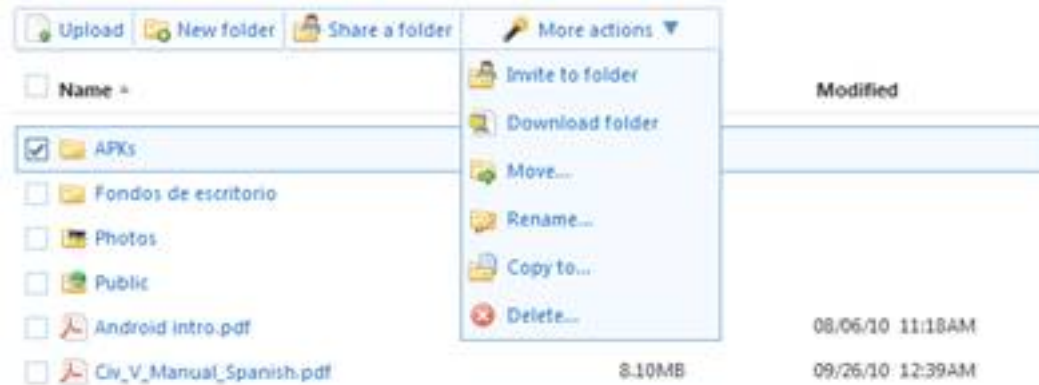 Upload New folder Share a folder More actions ▼
Name Modified
Invite to folder
Download folder
APKs
Move...
Fondos de escritorio
Rename...
Photos
Copy to...
Public
Delete...
Android intro.pdf 08/06/10 11:18AM
Civ_V_Manual_Spanish.pdf 8.10MB 09/26/10 12:39AM